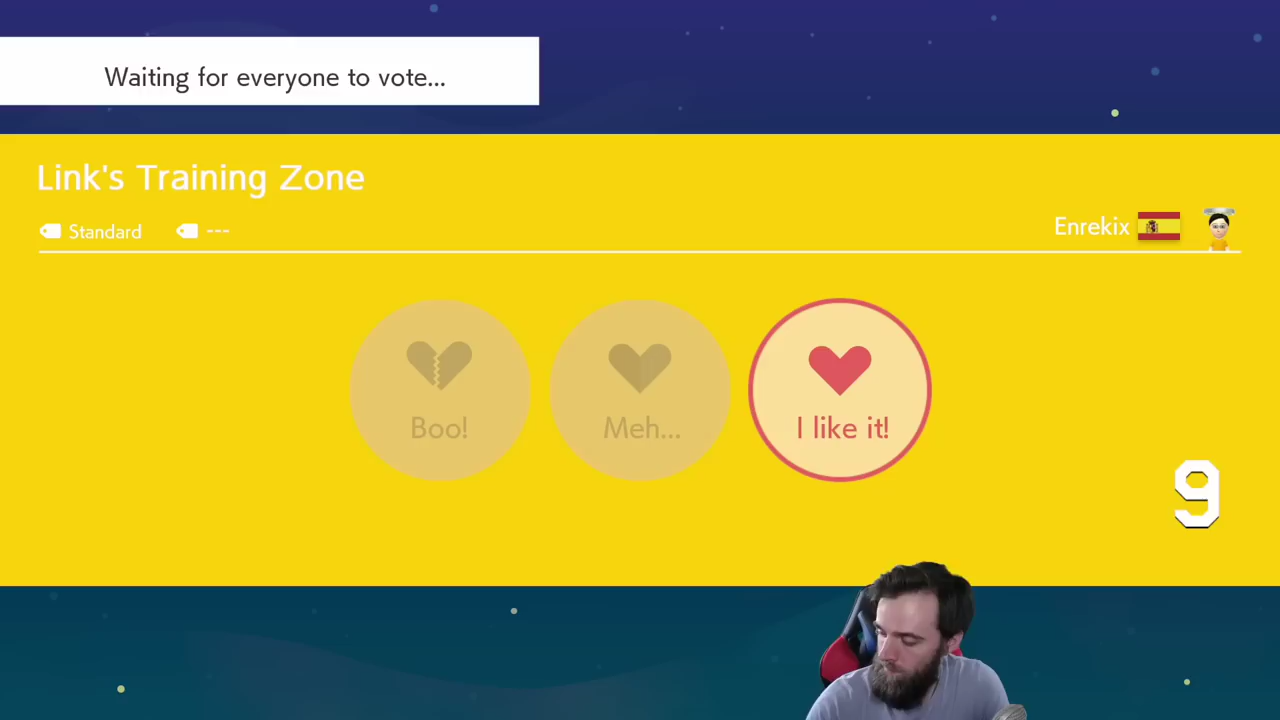 Waiting for everyone to vote...
Link's Training Zone
Standard ---
Enrekix
Boo! Meh... I like it!
9